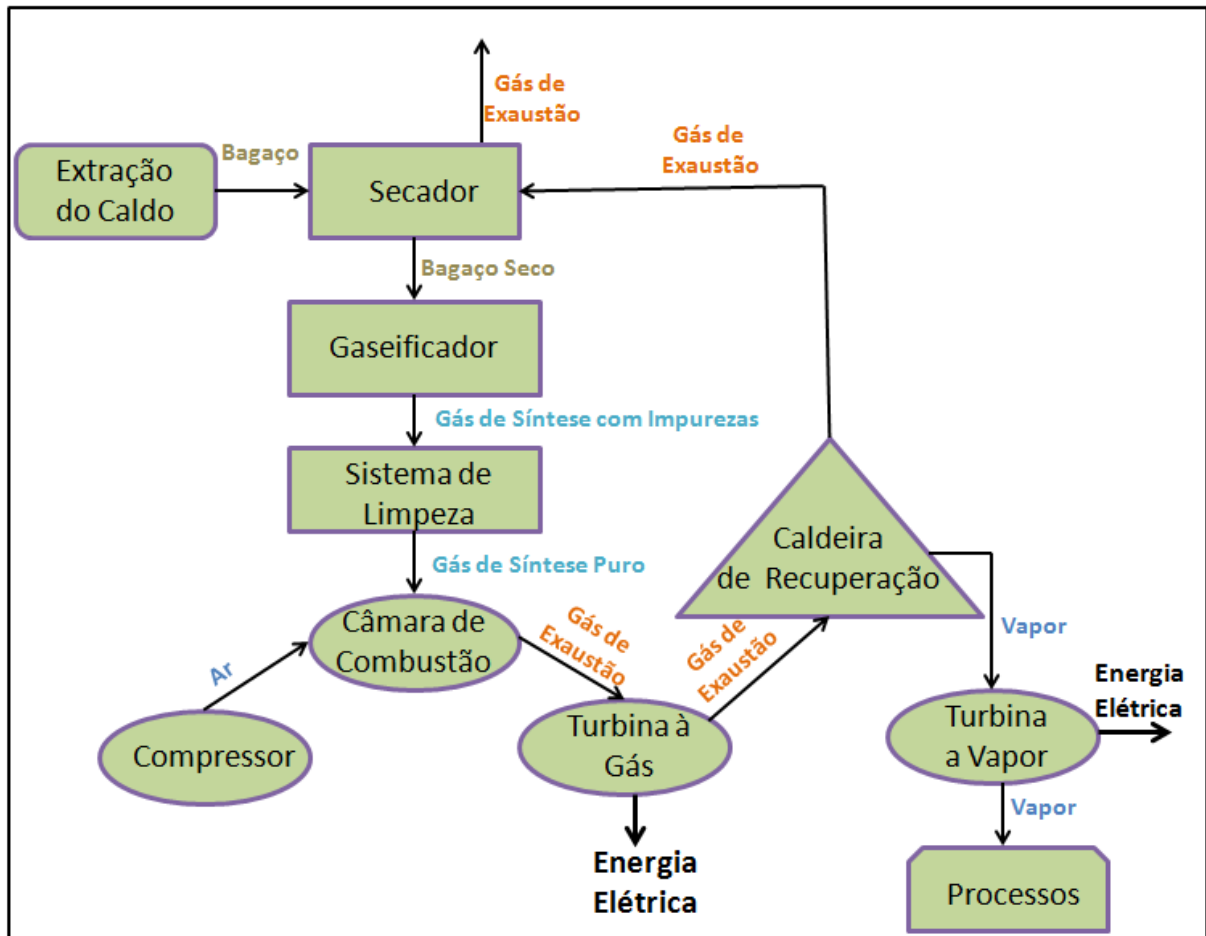 Gás de
Exaustão
Gás de
Exaustão
Extração
do Caldo
Bagaço
Secador
Bagaço Seco
Gaseificador
Gás de Síntese com Impurezas
Sistema de
Limpeza
Gás de Síntese Puro
Câmara de
Combustão
Ar
Compressor
Gás de
Exaustão
Turbina à
Gás
Energia
Elétrica
Gás de
Exaustão
Caldeira
de Recuperação
Vapor
Turbina
a Vapor
Energia
Elétrica
Vapor
Processos